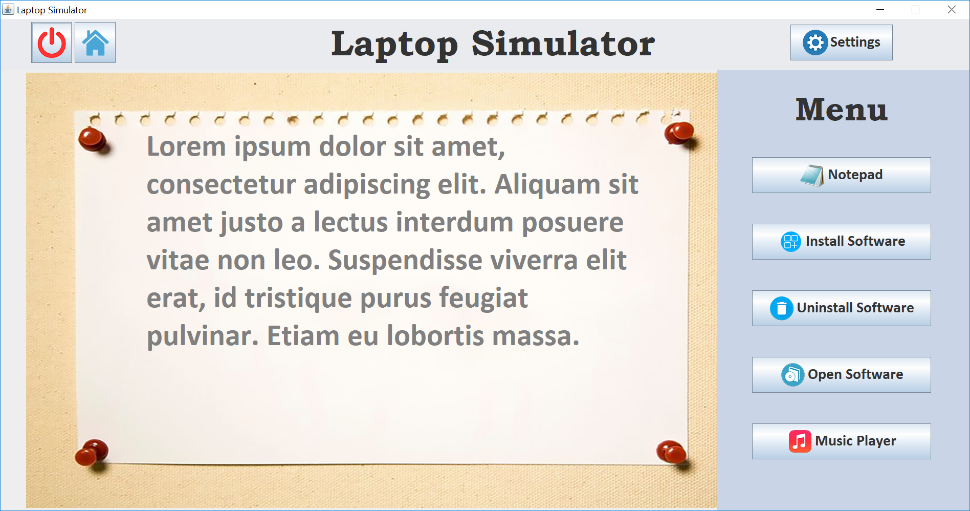 Laptop Simulator
Laptop Simulator
Settings
Lorem ipsum dolor sit amet,
consectetur adipiscing elit. Aliquam sit
amet justo a lectus interdum posuere
vitae non leo. Suspendisse viverra elit
erat, id tristique purus feugiat
pulvinar. Etiam eu lobortis massa.
Menu
Notepad
Install Software
Uninstall Software
Open Software
Music Player